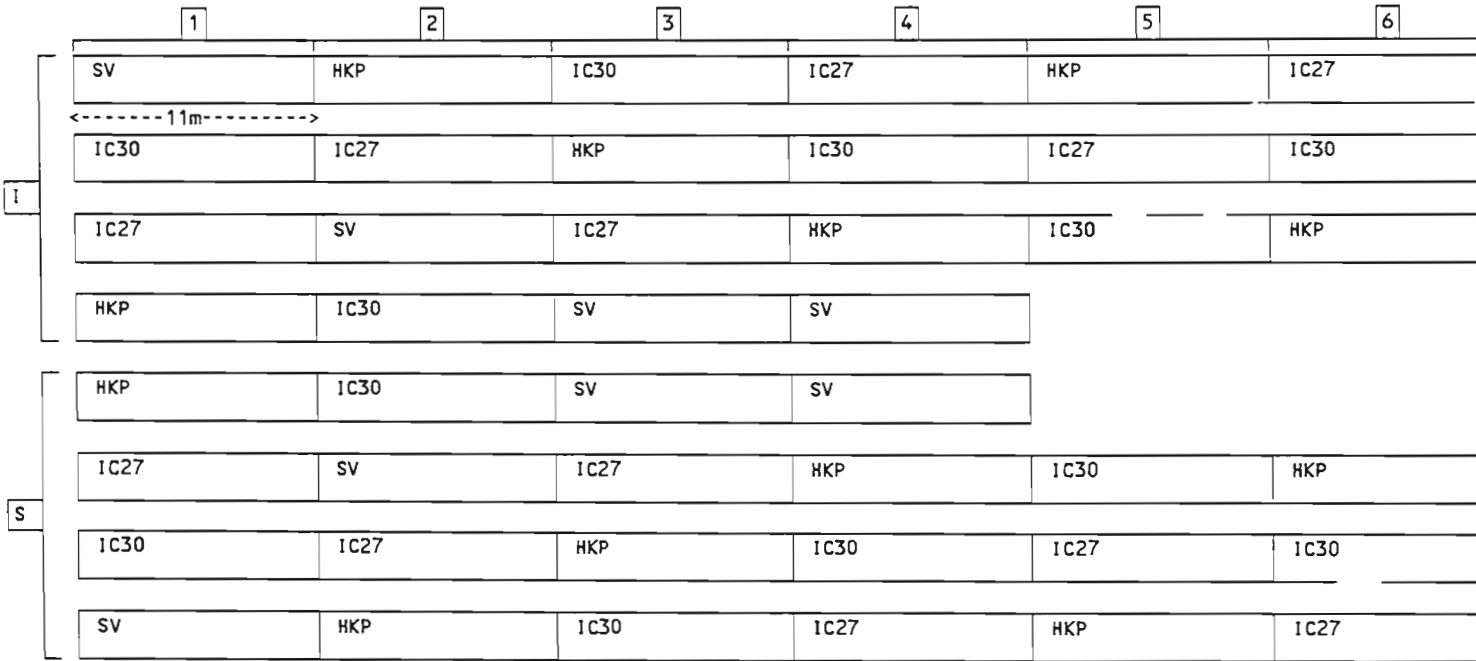 1 2 3 4 5 6
SV HKP IC30 IC27 HKP IC27
<-------11m--------->
IC30 IC27 HKP IC30 IC27 IC30
I
IC27 SV IC27 HKP IC30 HKP
HKP IC30 SV SV
HKP IC30 SV SV
IC27 SV IC27 HKP IC30 HKP
S
IC30 IC27 HKP IC30 IC27 IC30
SV HKP IC30 IC27 HKP IC27